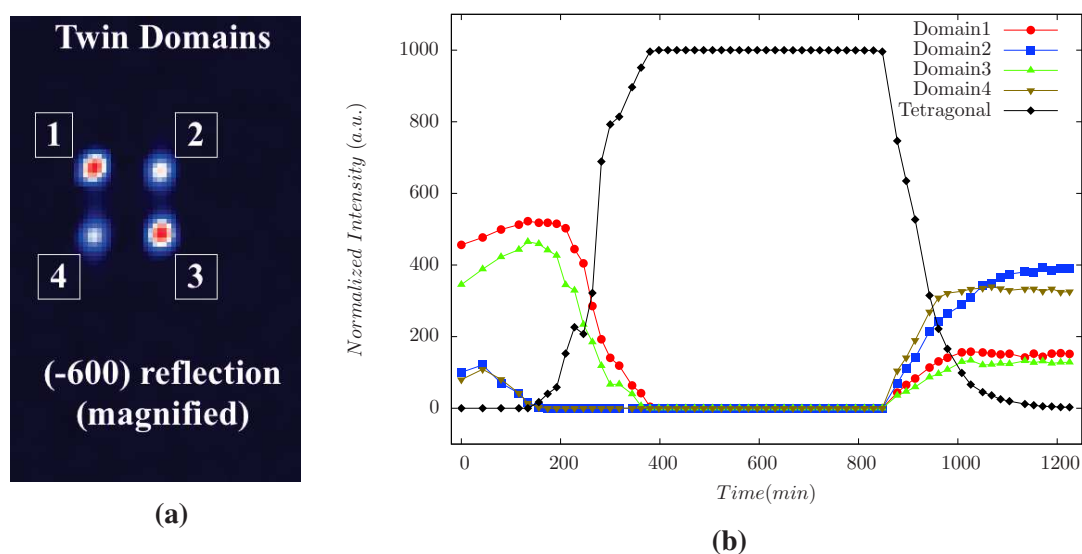 Twin Domains
1
2
4
3
(-600) reflection
(magnified)
(a)
Normalized Intensity (a.u.)
1000
800
600
400
200
0
0 200 400 600 800 1000 1200
Time(min)
Domain1
Domain2
Domain3
Domain4
Tetragonal
(b)